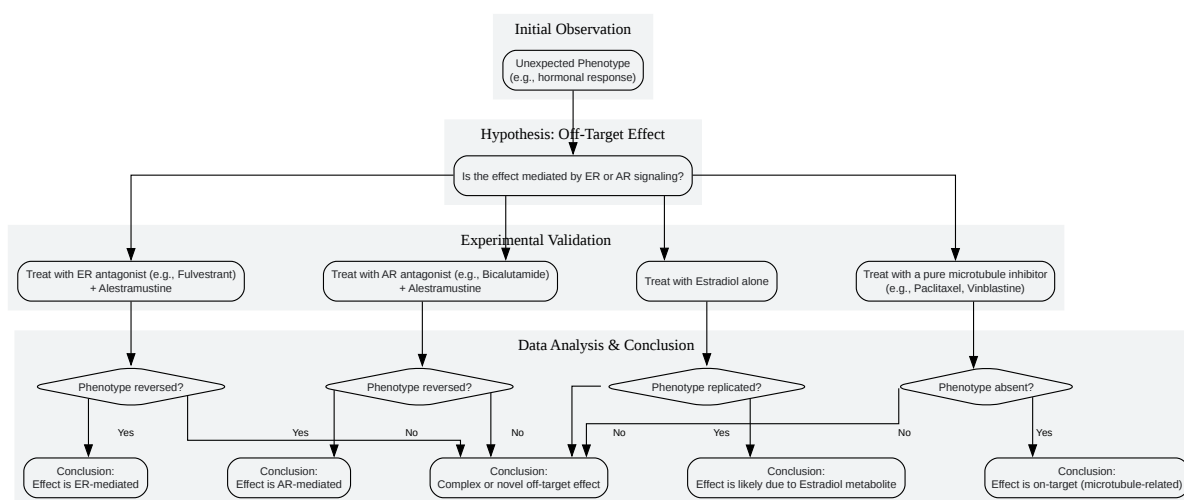 Initial Observation
Unexpected Phenotype
(e.g., hormonal response)
Hypothesis: Off-Target Effect
Is the effect mediated by ER or AR signaling?
Experimental Validation
Treat with ER antagonist (e.g., Fulvestrant)
+ Alestramustine
Treat with AR antagonist (e.g., Bicalutamide)
+ Alestramustine
Treat with Estradiol alone
Treat with a pure microtubule inhibitor
(e.g., Paclitaxel, Vinblastine)
Data Analysis & Conclusion
Phenotype reversed?
Phenotype reversed?
Phenotype replicated?
Phenotype absent?
Yes
Yes
No
No
No
Yes
No
Yes
Conclusion:
Effect is ER-mediated
Conclusion:
Effect is AR-mediated
Conclusion:
Complex or novel off-target effect
Conclusion:
Effect is likely due to Estradiol metabolite
Conclusion:
Effect is on-target (microtubule-related)